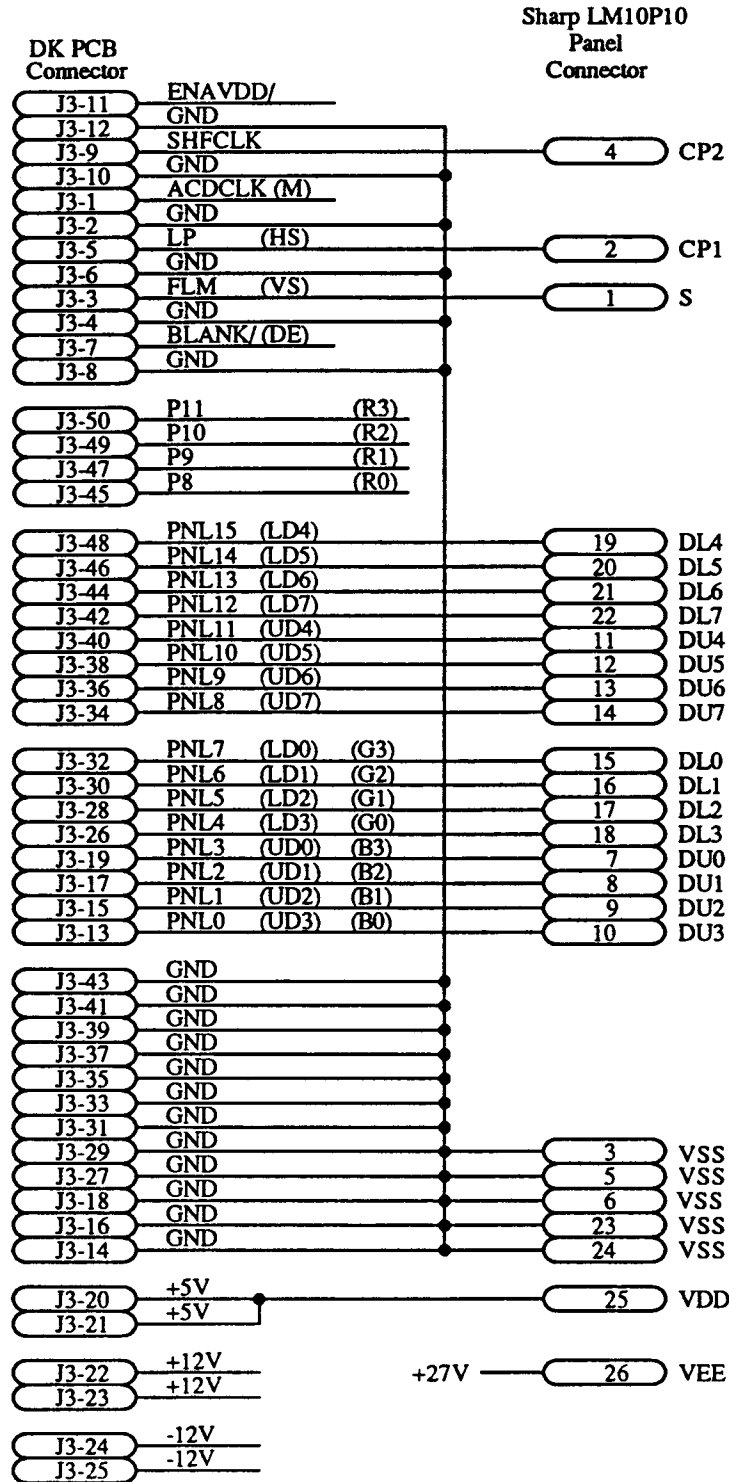 Sharp LM10P10
DK PCB Panel
Connector Connector
J3-11 ENAVDD/
J3-12 GND
J3-9 SHFCLK 4 CP2
J3-10 GND
J3-1 ACDCLK (M)
J3-2 GND
J3-5 LP (HS) 2 CP1
J3-6 GND
J3-3 FLM (VS) 1 S
J3-4 GND
J3-7 BLANK/ (DE)
J3-8 GND
J3-50 P11 (R3)
J3-49 P10 (R2)
J3-47 P9 (R1)
J3-45 P8 (R0)
J3-48 PNL15 (LD4) 19 DL4
J3-46 PNL14 (LD5) 20 DL5
J3-44 PNL13 (LD6) 21 DL6
J3-42 PNL12 (LD7) 22 DL7
J3-40 PNL11 (UD4) 11 DU4
J3-38 PNL10 (UD5) 12 DU5
J3-36 PNL9 (UD6) 13 DU6
J3-34 PNL8 (UD7) 14 DU7
J3-32 PNL7 (LD0) (G3) 15 DL0
J3-30 PNL6 (LD1) (G2) 16 DL1
J3-28 PNL5 (LD2) (G1) 17 DL2
J3-26 PNL4 (LD3) (G0) 18 DL3
J3-19 PNL3 (UD0) (B3) 7 DU0
J3-17 PNL2 (UD1) (B2) 8 DU1
J3-15 PNL1 (UD2) (B1) 9 DU2
J3-13 PNL0 (UD3) (B0) 10 DU3
J3-43 GND
J3-41 GND
J3-39 GND
J3-37 GND
J3-35 GND
J3-33 GND
J3-31 GND
J3-29 GND 3 VSS
J3-27 GND 5 VSS
J3-18 GND 6 VSS
J3-16 GND 23 VSS
J3-14 GND 24 VSS
J3-20 +5V 25 VDD
J3-21 +5V
J3-22 +12V +27V 26 VEE
J3-23 +12V
J3-24 -12V
J3-25 -12V